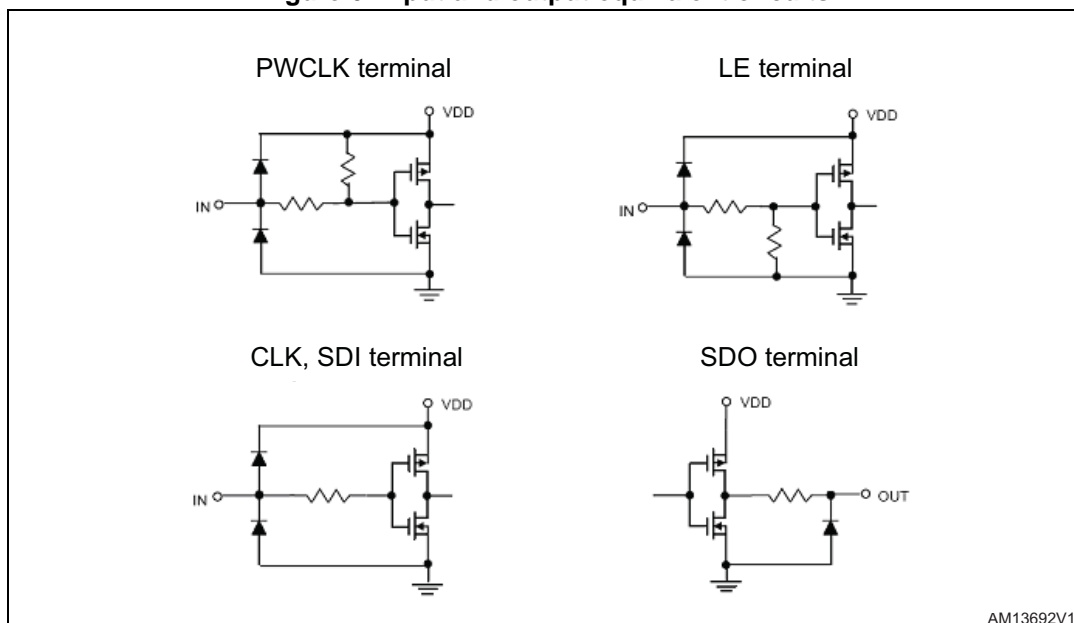 PWCLK terminal
LE terminal
VDD
VDD
IN
IN
CLK, SDI terminal
SDO terminal
VDD
VDD
IN
OUT
AM13692V1